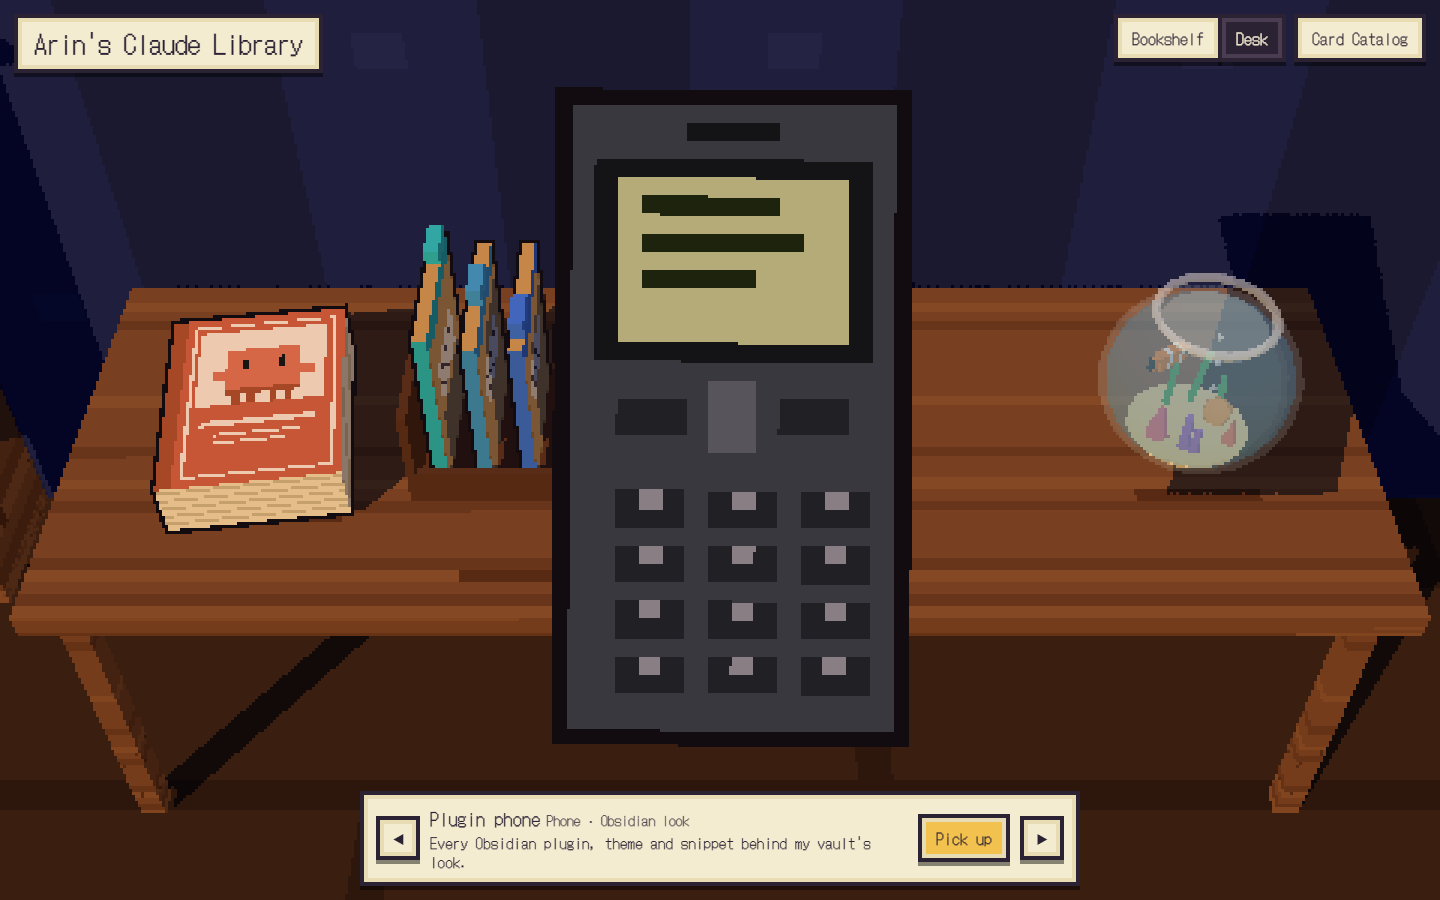 Arin's Claude Library
Bookshelf
Desk
Card Catalog
Plugin phone Phone · Obsidian look
Every Obsidian plugin, theme and snippet behind my vault's
look.
Pick up